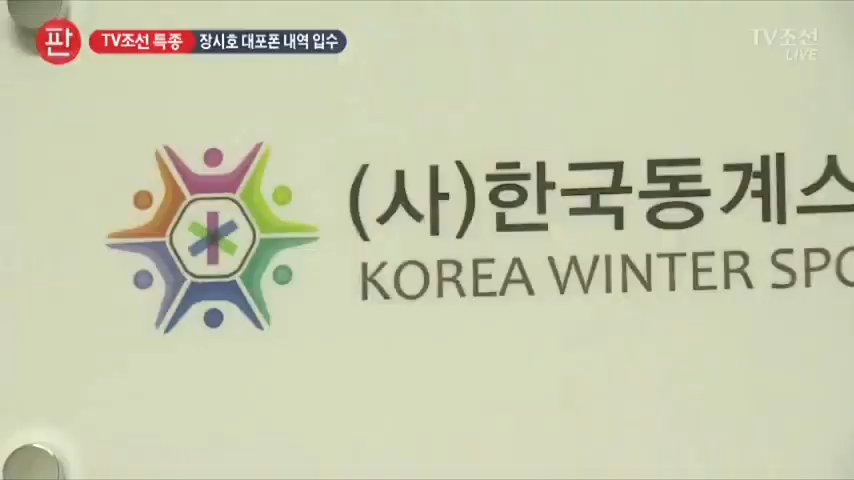 판
TV조선 특종
장시호 대포폰 내역 입수
TV조선
LIVE
(사)한국동계스
KOREA WINTER SPO